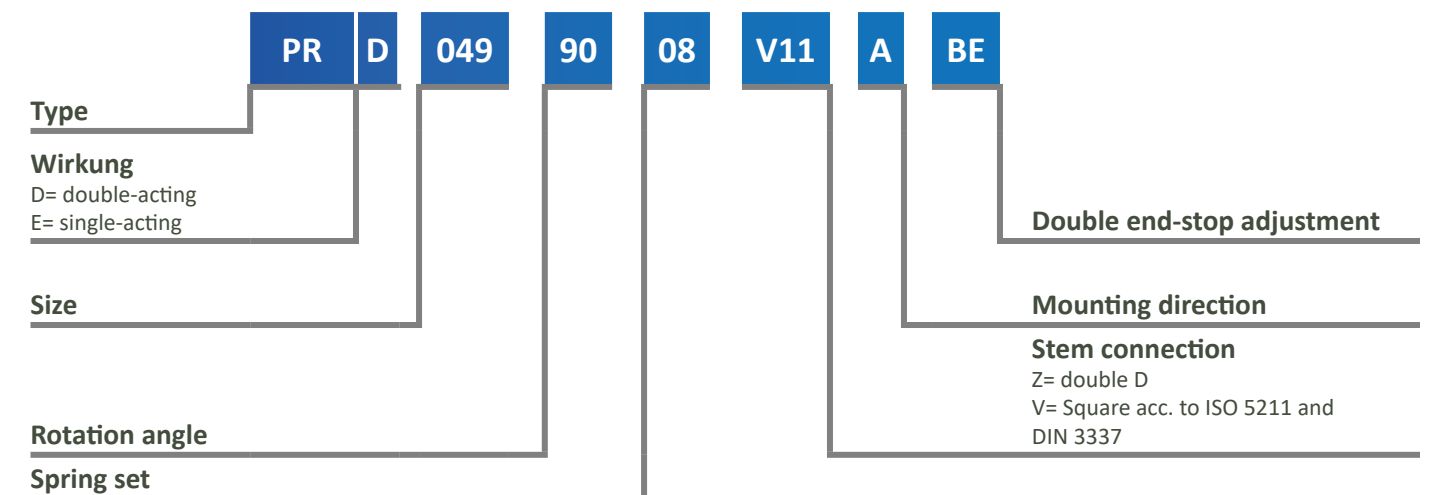 PR D 049 90 08 V11 A BE
Type
Wirkung
D= double-acting
E= single-acting
Double end-stop adjustment
Size
Mounting direction
Stem connection
Z= double D
V= Square acc. to ISO 5211 and
DIN 3337
Rotation angle
Spring set